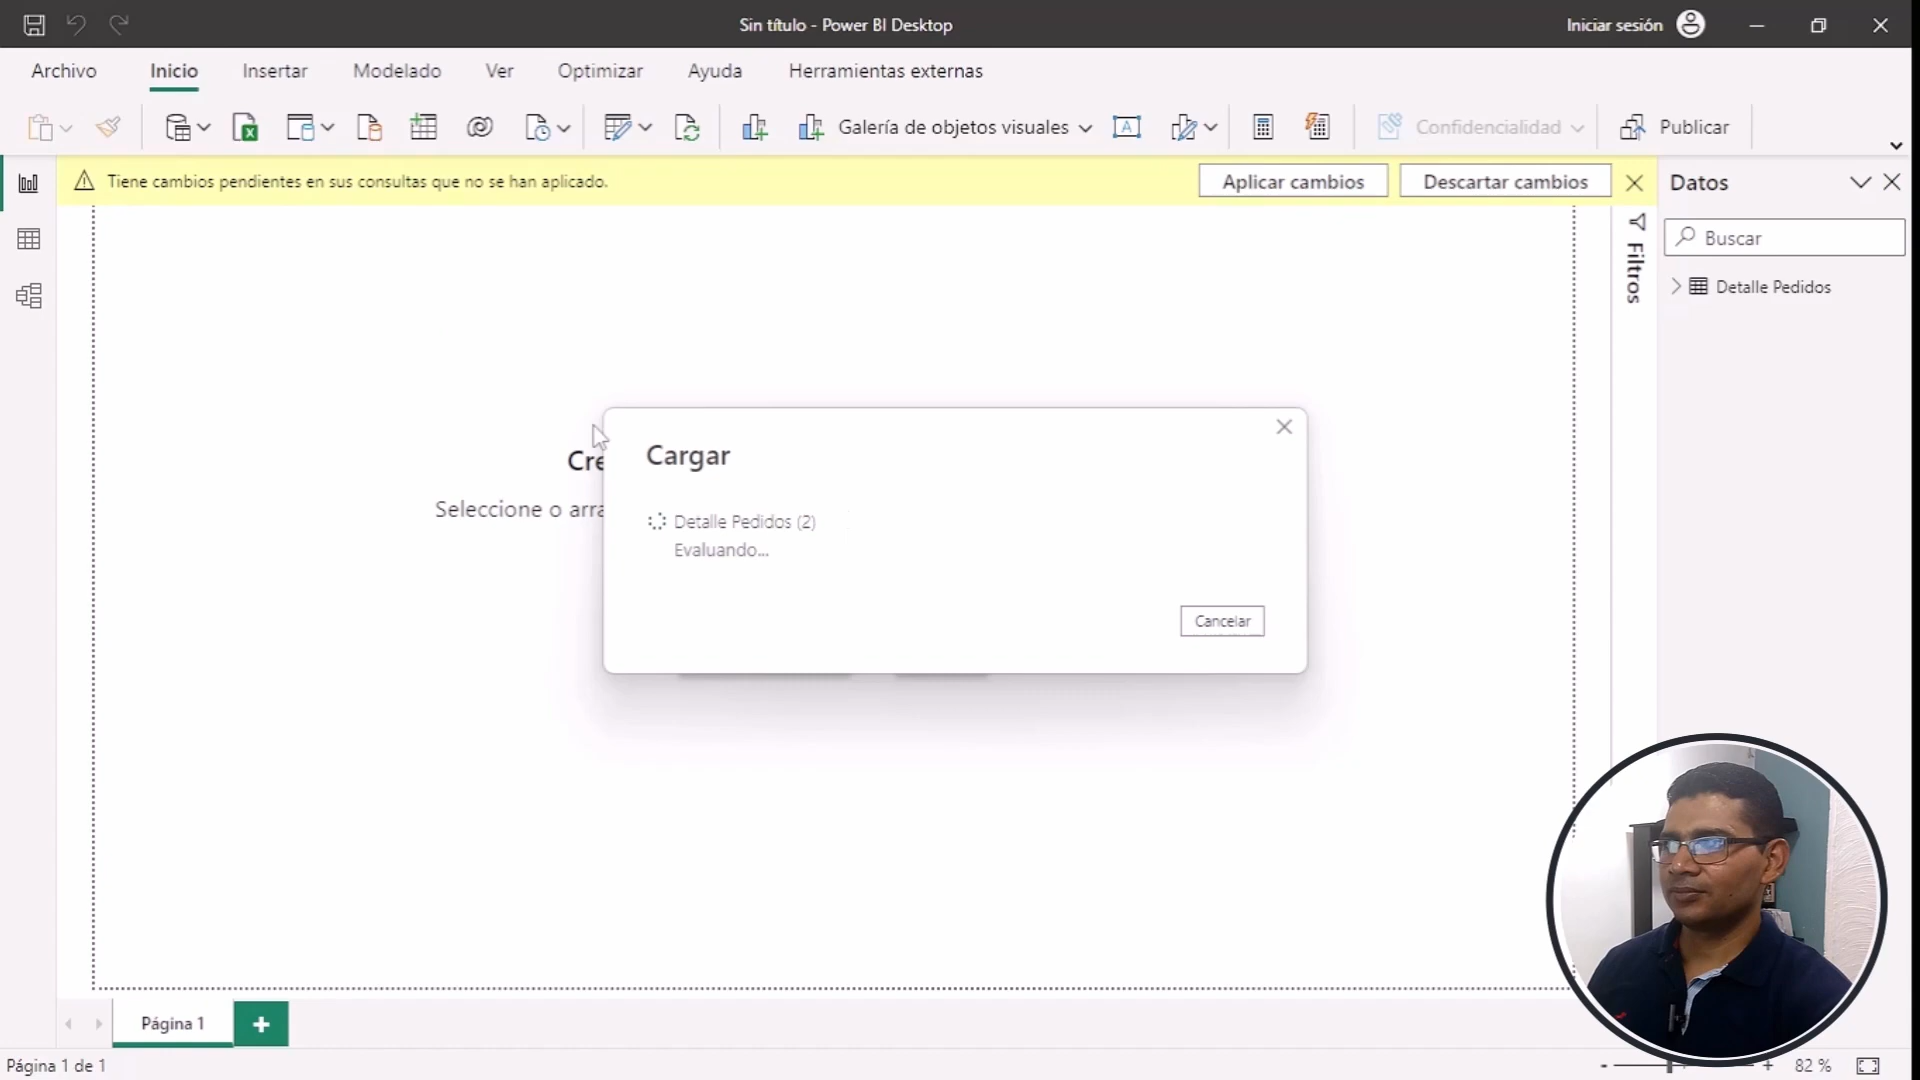 Sin título - Power BI Desktop
Iniciar sesión
Archivo
Inicio
Insertar
Modelado
Ver
Optimizar
Ayuda
Herramientas externas
Galería de objetos visuales
Confidencialidad
Publicar
Tiene cambios pendientes en sus consultas que no se han aplicado.
Aplicar cambios
Descartar cambios
Datos
Buscar
Filtros
Detalle Pedidos
Cre
Seleccione o arra
Cargar
Detalle Pedidos (2)
Evaluando...
Cancelar
Página 1
Página 1 de 1
82 %